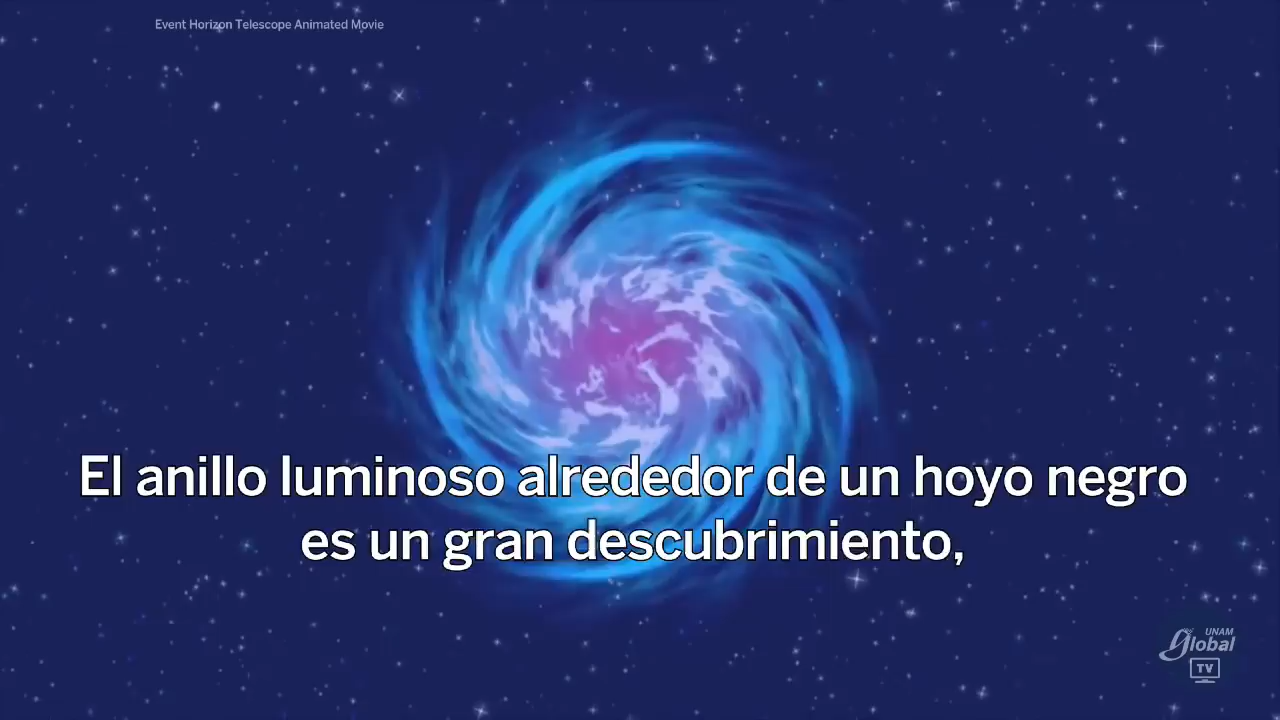 Event Horizon Telescope Animated Movie
El anillo luminoso alrededor de un hoyo negro
es un gran descubrimiento,
UNAM
global
TV